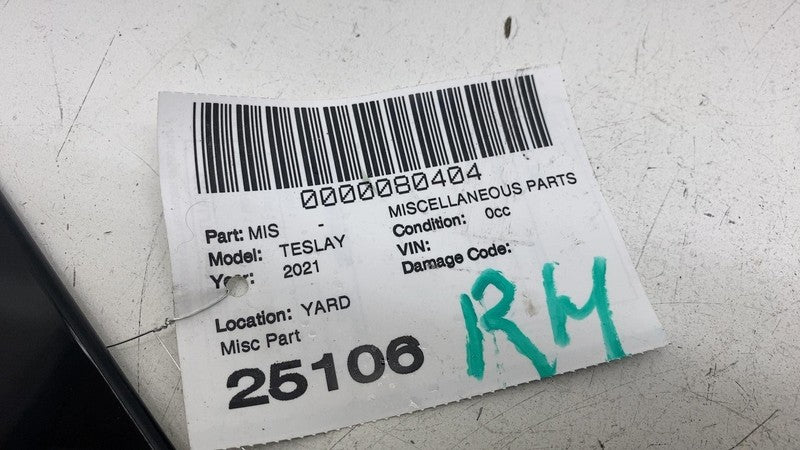 0000080404
Part: MIS - MISCELLANEOUS PARTS
Model: TESLAY Condition: 0cc
Year: 2021 VIN:
Damage Code:
Location: YARD
Misc Part
25106 RH